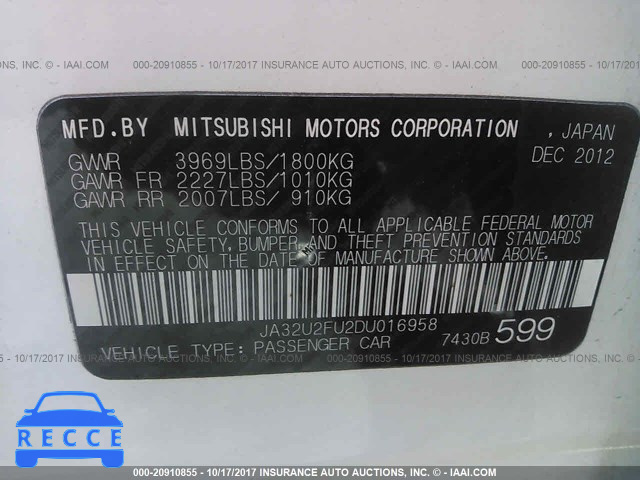 000-20910855 - 10/17/2017 INSURANCE AUTO AUCTIONS, INC. - © IAAI.COM
MFD.BY MITSUBISHI MOTORS CORPORATION , JAPAN
GVWR 3969LBS/1800KG DEC 2012
GAWR FR 2227LBS/1010KG
GAWR RR 2007LBS/ 910KG
THIS VEHICLE CONFORMS TO ALL APPLICABLE FEDERAL MOTOR
VEHICLE SAFETY, BUMPER, AND THEFT PREVENTION STANDARDS
IN EFFECT ON THE DATE OF MANUFACTURE SHOWN ABOVE.
JA32U2FU2DU016958
VEHICLE TYPE: PASSENGER CAR 7430B 599
000-20910855 - 10/17/2017 INSURANCE AUTO AUCTIONS, INC. - © IAAI.COM
RECCE
000-20910855 - 10/17/2017 INSURANCE AUTO AUCTIONS, INC. - © IAAI.COM